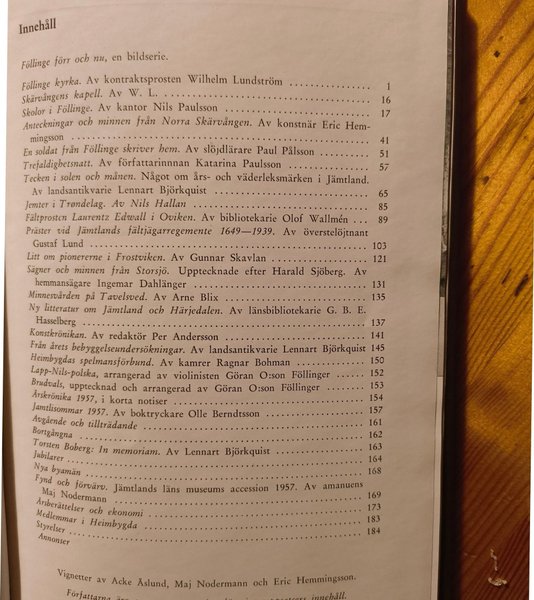 Innehåll
Föllinge förr och nu, en bildserie.
Föllinge kyrka. Av kontraktsprosten Wilhelm Lundström .......... 1
Skärvångens kapell. Av W. L. .......... 16
Skolor i Föllinge. Av kantor Nils Paulsson .......... 17
Anteckningar och minnen från Norra Skärvången. Av konstnär Eric Hem-
mingsson .......... 41
En soldat från Föllinge skriver hem. Av slöjdlärare Paul Pålsson .......... 51
Trefaldighetsnatt. Av författarinnnan Katarina Paulsson .......... 57
Tecken i solen och månen. Något om års- och väderleksmärken i Jämtland.
Av landsantikvarie Lennart Björkquist .......... 65
Jemter i Trøndelag. Av Nils Hallan .......... 85
Fältprosten Laurentz Edwall i Oviken. Av bibliotekarie Olof Wallmén .. 89
Präster vid Jämtlands fältjägarregemente 1649—1939. Av överstelöjtnant
Gustaf Lund .......... 103
Litt om pionererne i Frostviken. Av Gunnar Skavlan .......... 121
Sägner och minnen från Storsjö. Upptecknade efter Harald Sjöberg. Av
hemmansägare Ingemar Dahlänger .......... 131
Minnesvården på Tavelsved. Av Arne Blix .......... 135
Ny litteratur om Jämtland och Härjedalen. Av länsbibliotekarie G. B. E.
Hasselberg .......... 137
Konstkrönikan. Av redaktör Per Andersson .......... 141
Från årets bebyggelseundersökningar. Av landsantikvarie Lennart Björkquist 145
Heimbygdas spelmansförbund. Av kamrer Ragnar Bohman .......... 150
Lapp-Nils-polska, arrangerad av violinisten Göran O:son Föllinger .... 152
Brudvals, upptecknad och arrangerad av Göran O:son Föllinger .... 153
Årskrönika 1957, i korta notiser .......... 154
Jamtlisommar 1957. Av boktryckare Olle Berndtsson .......... 157
Avgående och tillträdande .......... 161
Bortgångna .......... 162
Torsten Boberg: In memoriam. Av Lennart Björkquist .......... 163
Jubilarer .......... 164
Nya byamän .......... 168
Fynd och förvärv. Jämtlands läns museums accession 1957. Av amanuens
Maj Nodermann .......... 169
Årsberättelser och ekonomi .......... 173
Medlemmar i Heimbygda .......... 183
Styrelser .......... 184
Annonser
Vignetter av Acke Åslund, Maj Nodermann och Eric Hemmingsson.
Författarna innehåll.